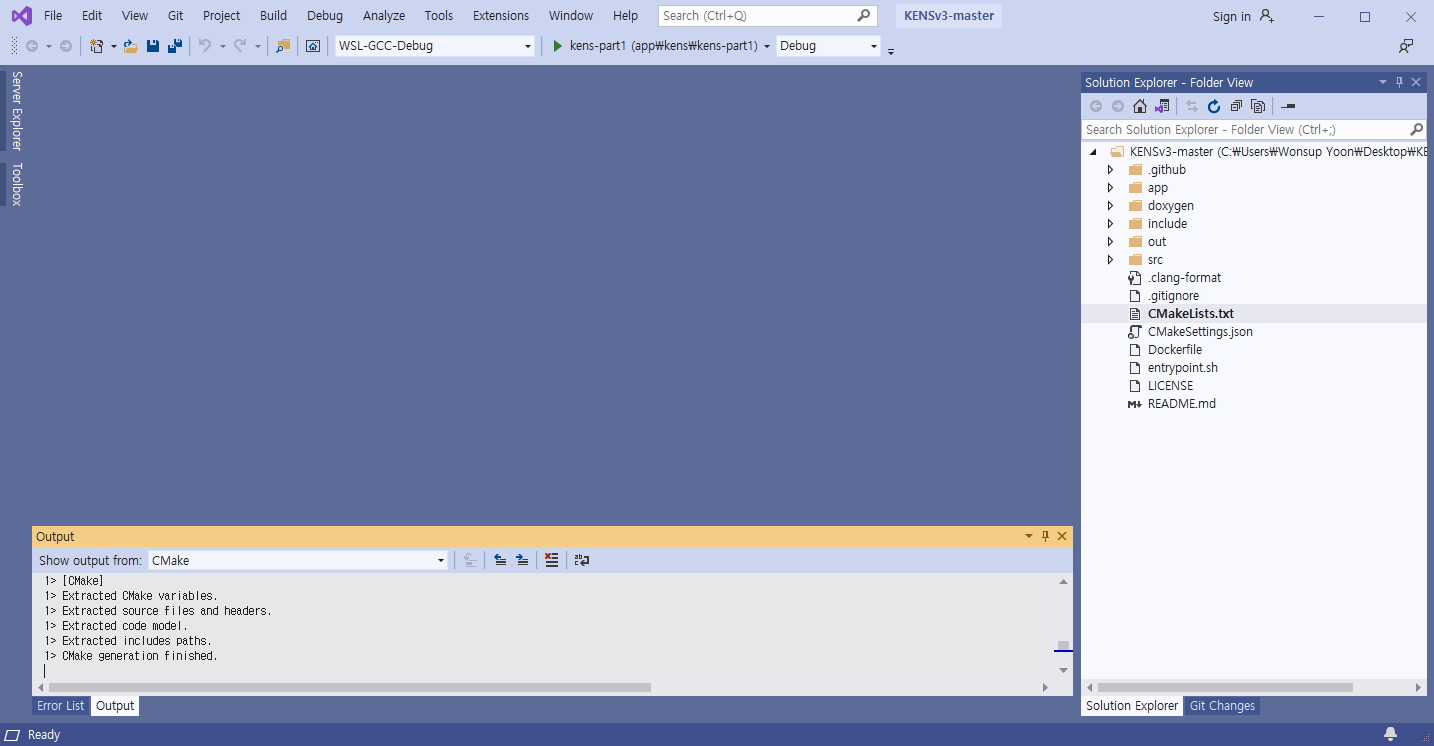 File Edit View Git Project Build Debug Analyze Tools Extensions Window Help Search (Ctrl+Q) KENSv3-master Sign in
WSL-GCC-Debug kens-part1 (app₩kens₩kens-part1) Debug
Server Explorer
Toolbox
Solution Explorer - Folder View
Search Solution Explorer - Folder View (Ctrl+;)
KENSv3-master (C:₩Users₩Wonsup Yoon₩Desktop₩KE
.github
app
doxygen
include
out
src
.clang-format
.gitignore
CMakeLists.txt
CMakeSettings.json
Dockerfile
entrypoint.sh
LICENSE
README.md
Output
Show output from: CMake
1> [CMake]
1> Extracted CMake variables.
1> Extracted source files and headers.
1> Extracted code model.
1> Extracted includes paths.
1> CMake generation finished.
Error List Output
Solution Explorer Git Changes
Ready